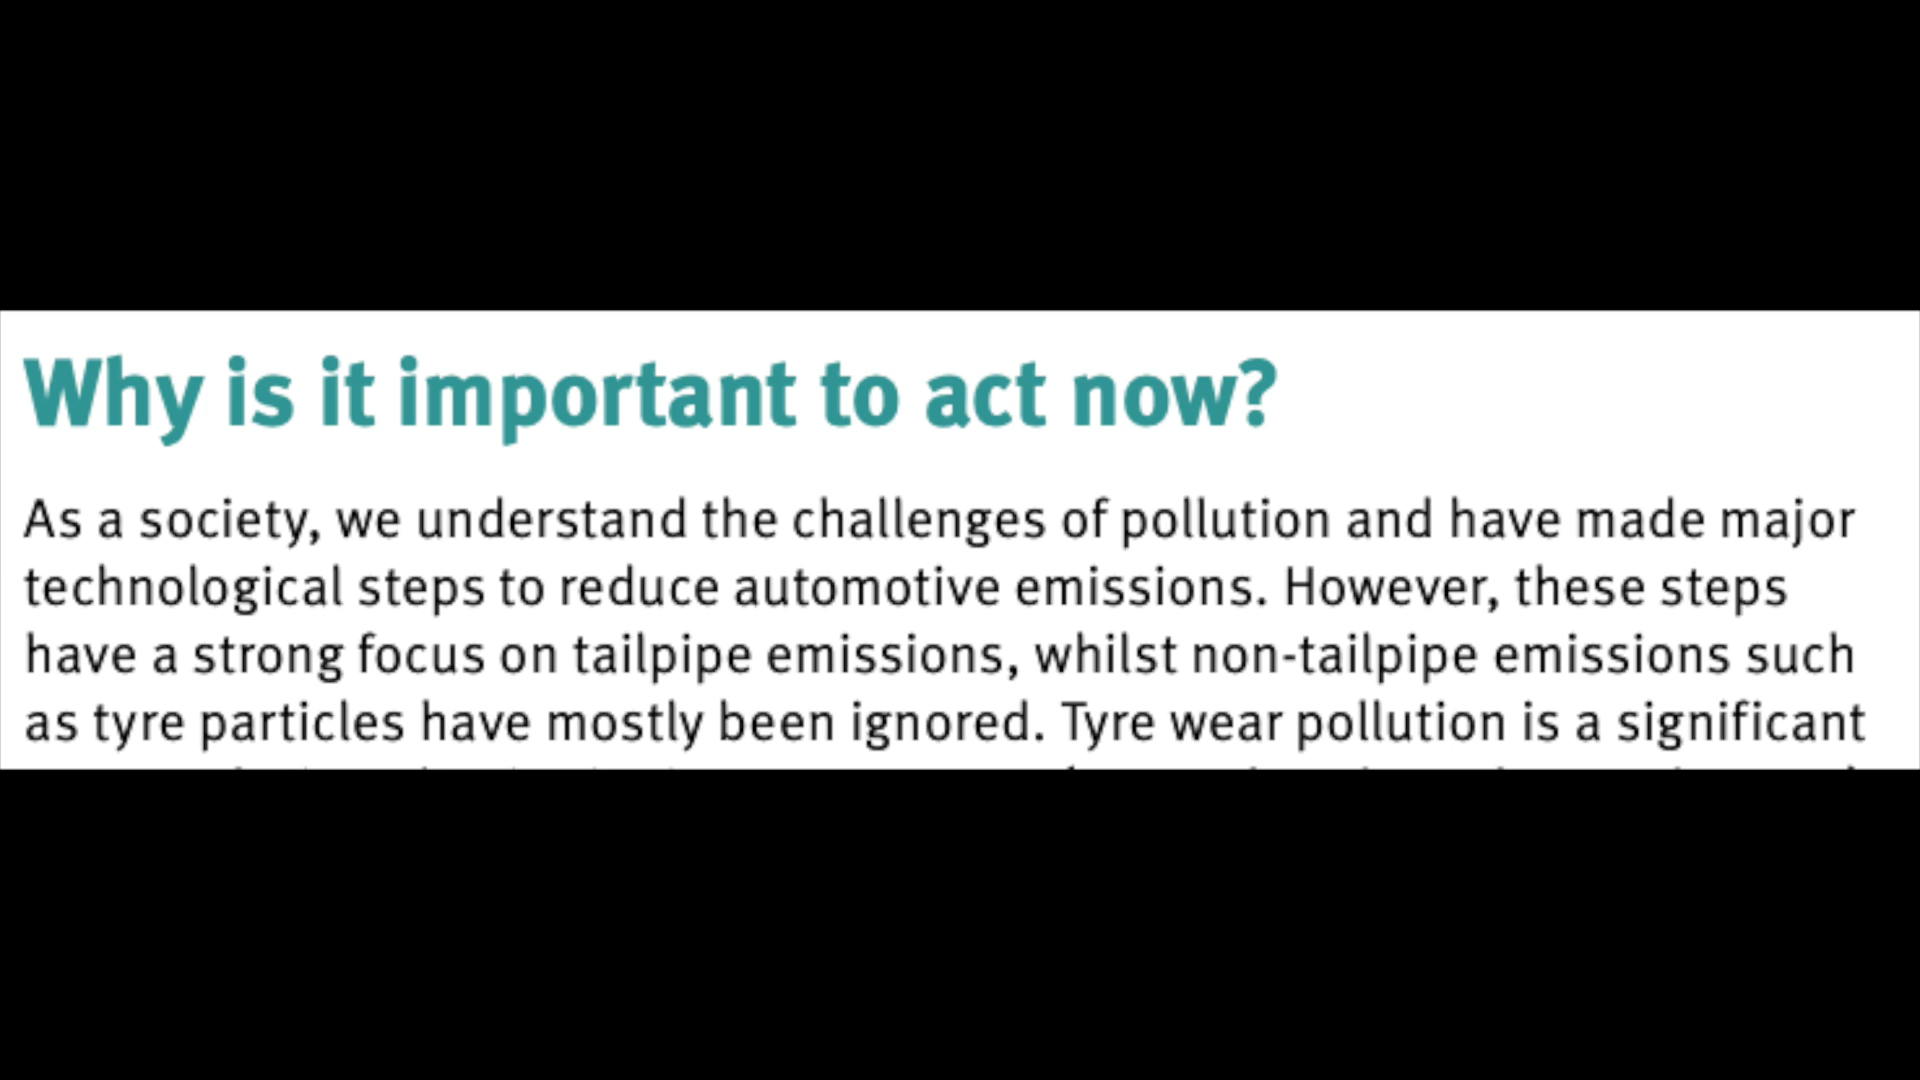 Why is it important to act now?
As a society, we understand the challenges of pollution and have made major
technological steps to reduce automotive emissions. However, these steps
have a strong focus on tailpipe emissions, whilst non-tailpipe emissions such
as tyre particles have mostly been ignored. Tyre wear pollution is a significant